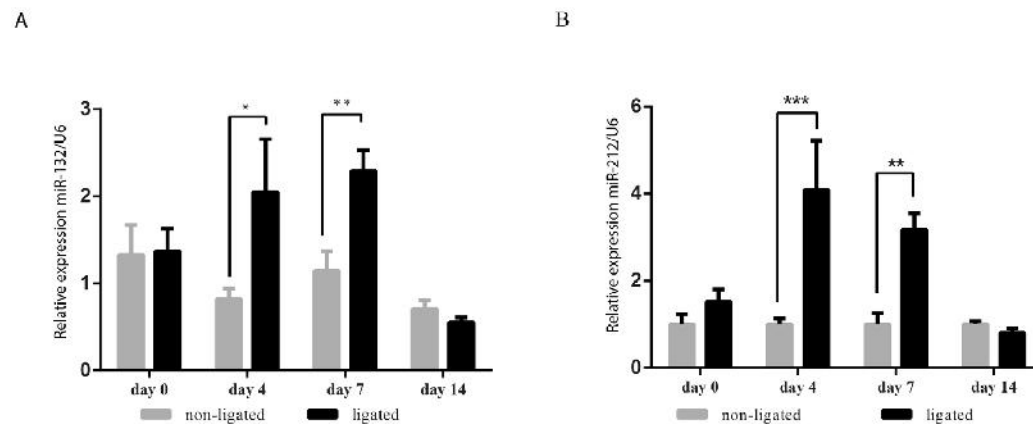 A
Relative expression miR-132/U6
3
2
1
0
*
**
day 0 day 4 day 7 day 14
non-ligated ligated
B
Relative expression miR-212/U6
6
4
2
0
***
**
day 0 day 4 day 7 day 14
non-ligated ligated